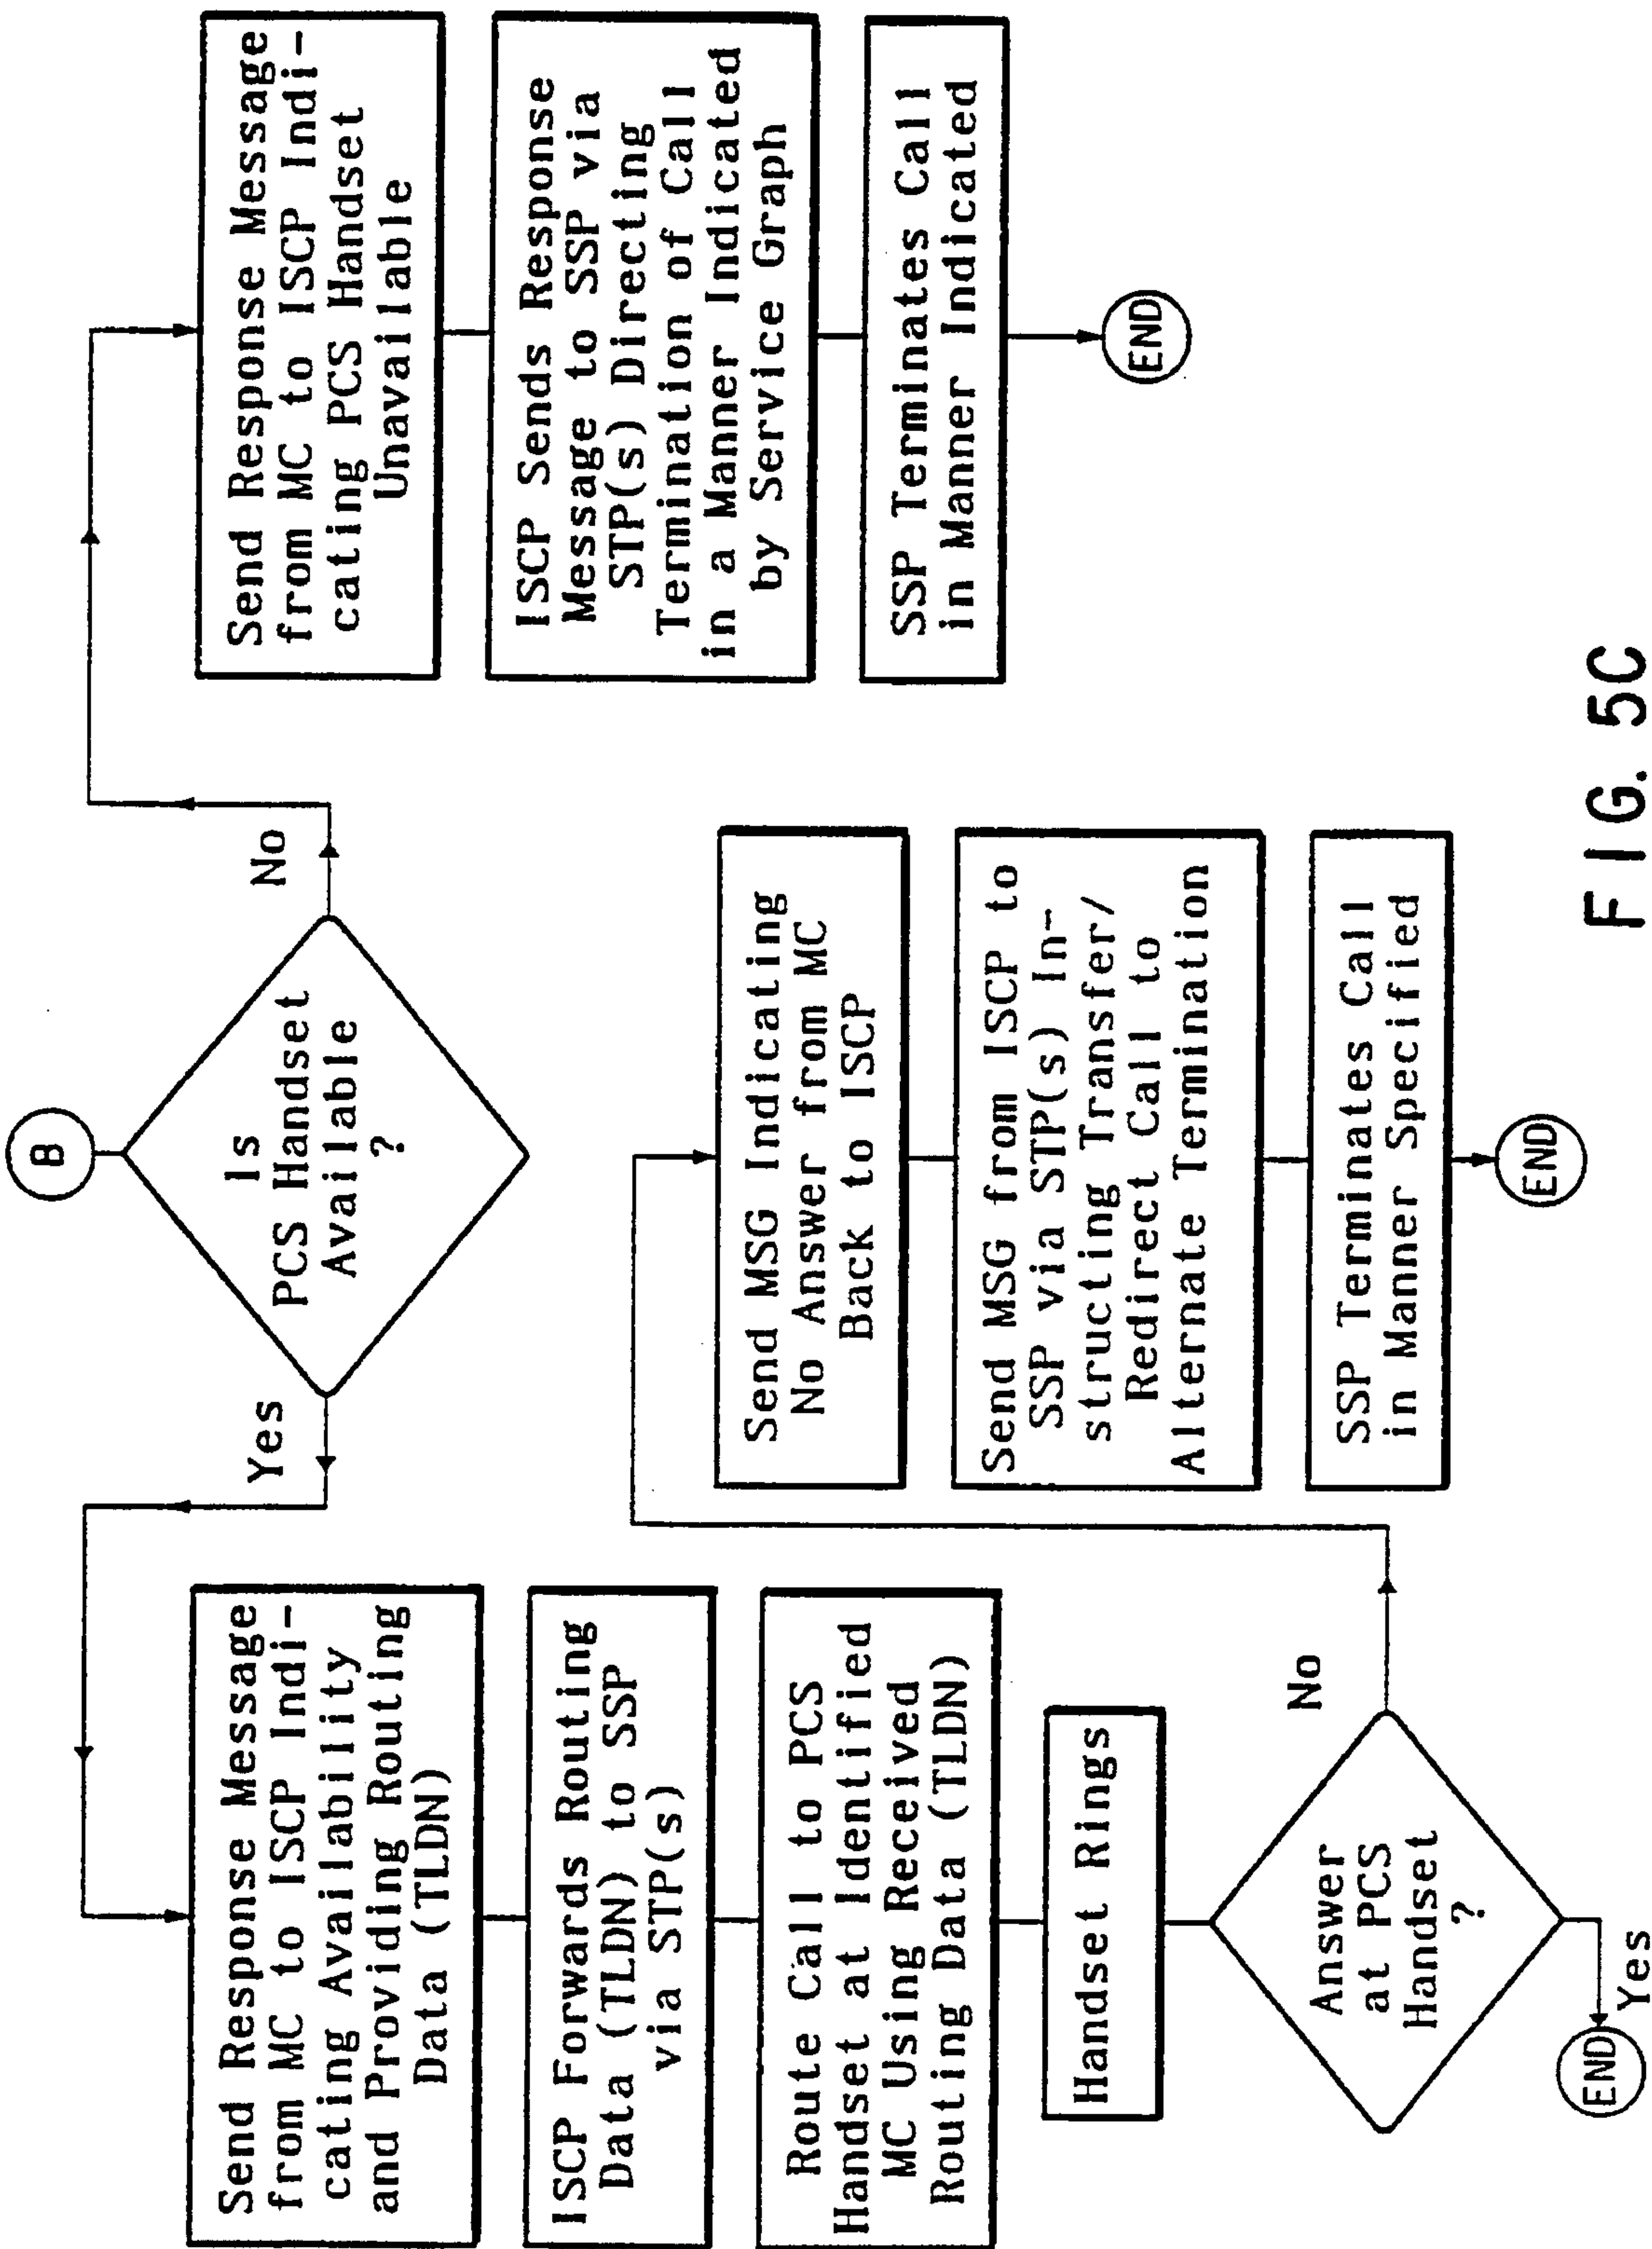 B
Is
PCS Handset
Available
?
Yes
No
Send Response Message
from MC to ISCP Indi-
cating Availability
and Providing Routing
Data (TLDN)
ISCP Forwards Routing
Data (TLDN) to SSP
via STP(s)
Route Call to PCS
Handset at Identified
MC Using Received
Routing Data (TLDN)
Handset Rings
Answer
at PCS
Handset
?
Yes
END
No
Send MSG Indicating
No Answer from MC
Back to ISCP
Send MSG from ISCP to
SSP via STP(s) In-
structing Transfer/
Redirect Call to
Alternate Termination
SSP Terminates Call
in Manner Specified
END
Send Response Message
from MC to ISCP Indi-
cating PCS Handset
Unavailable
ISCP Sends Response
Message to SSP via
STP(s) Directing
Termination of Call
in a Manner Indicated
by Service Graph
SSP Terminates Call
in Manner Indicated
END
FIG. 5C